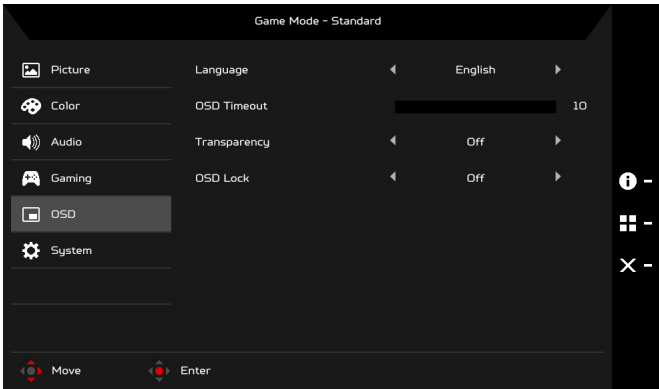 Game Mode - Standard
Picture
Language English
Color
OSD Timeout 10
Audio
Transparency Off
Gaming
OSD Lock Off
OSD
System
Move Enter